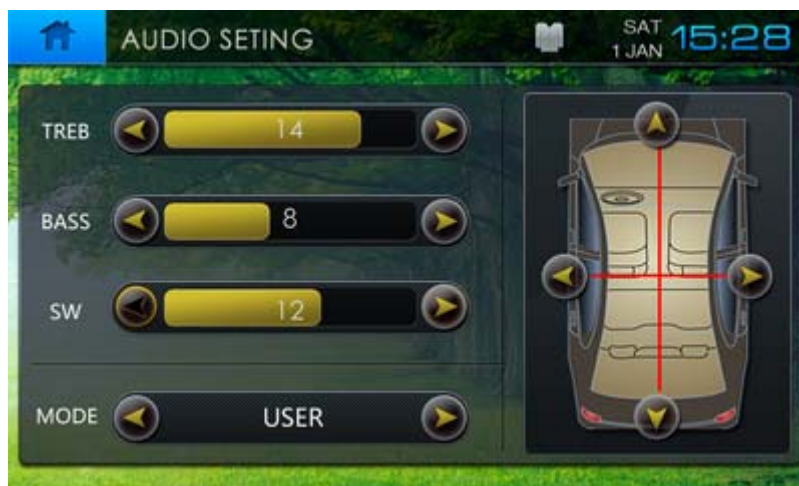 AUDIO SETING
SAT
1 JAN
15:28
TREB
14
BASS
8
SW
12
MODE
USER